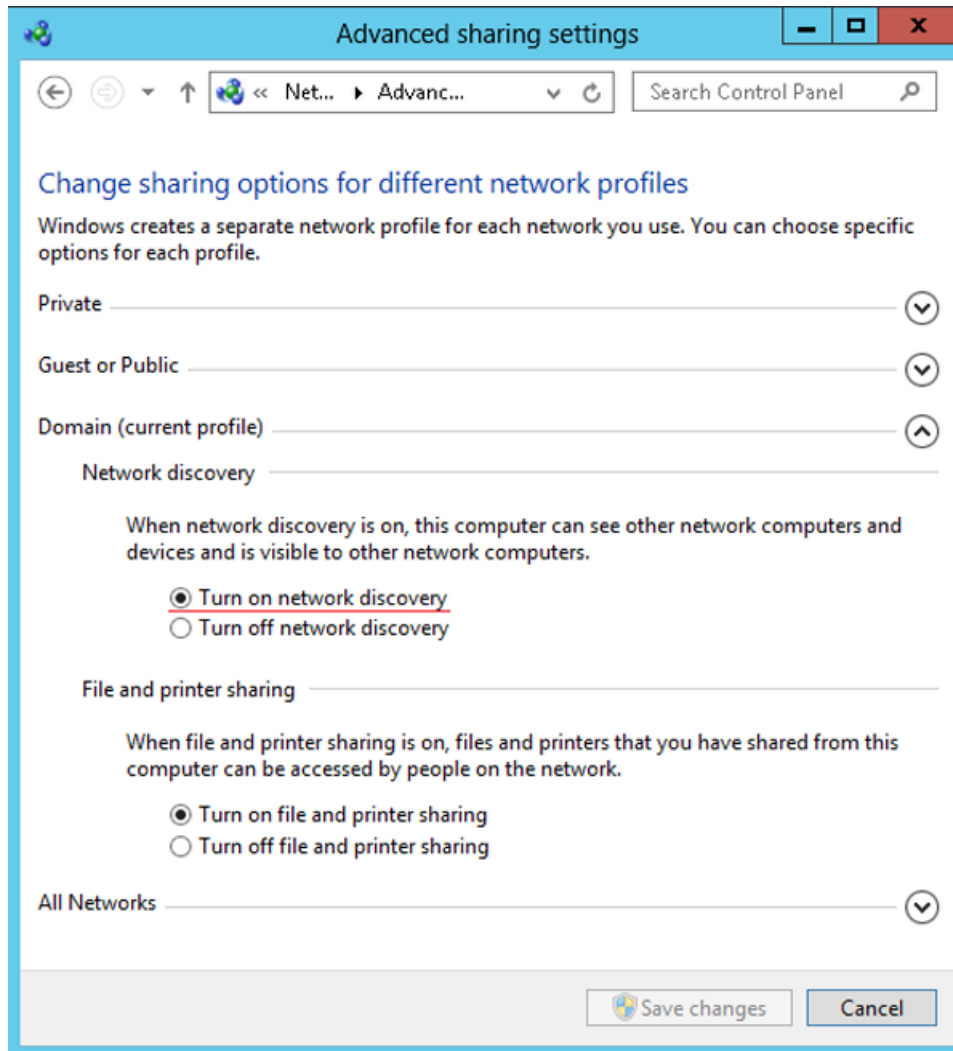 Advanced sharing settings
« Net... Advanc...
Search Control Panel
Change sharing options for different network profiles
Windows creates a separate network profile for each network you use. You can choose specific
options for each profile.
Private
Guest or Public
Domain (current profile)
Network discovery
When network discovery is on, this computer can see other network computers and
devices and is visible to other network computers.
Turn on network discovery
Turn off network discovery
File and printer sharing
When file and printer sharing is on, files and printers that you have shared from this
computer can be accessed by people on the network.
Turn on file and printer sharing
Turn off file and printer sharing
All Networks
Save changes
Cancel